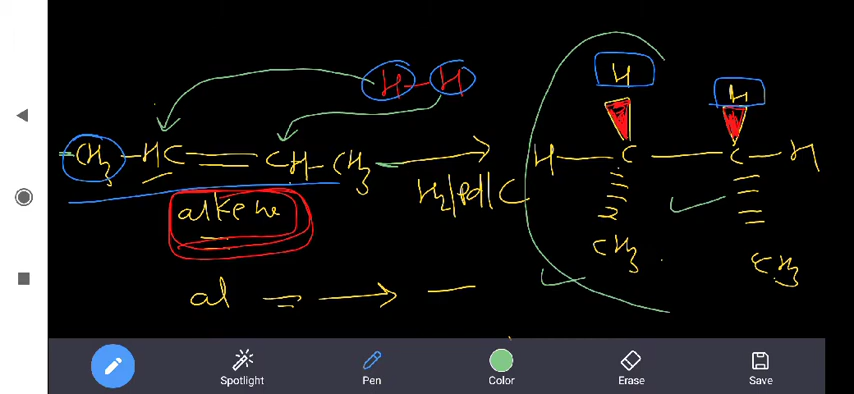 H H
H-H
CH3-HC=CH-CH3
H-C-C-H
H2/Pd/C
alkene
CH3 CH3
al = → -
Spotlight Pen Color Erase Save